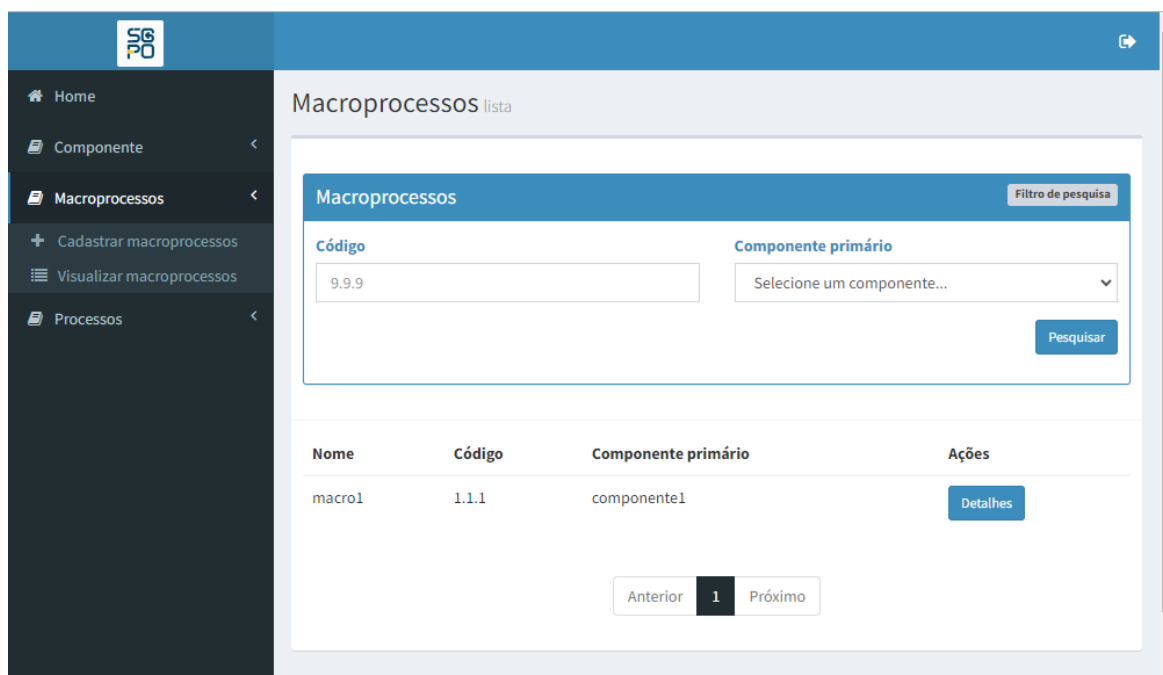 SG
PO
Home
Componente
Macroprocessos
Cadastrar macroprocessos
Visualizar macroprocessos
Processos
Macroprocessos lista
Macroprocessos Filtro de pesquisa
Código Componente primário
9.9.9 Selecione um componente...
Pesquisar
Nome Código Componente primário Ações
macro1 1.1.1 componente1 Detalhes
Anterior 1 Próximo